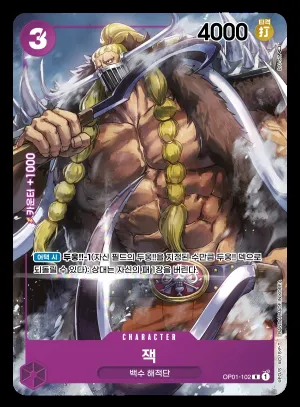 3
4000
타격
打
카운터 +1000
어택 시 두웅!!-1(자신 필드의 두웅!!을 지정된 수만큼 두웅!! 덱으로
되돌릴 수 있다): 상대는 자신의 패 1장을 버린다.
CHARACTER
잭
백수 해적단
OP01-102 R
1